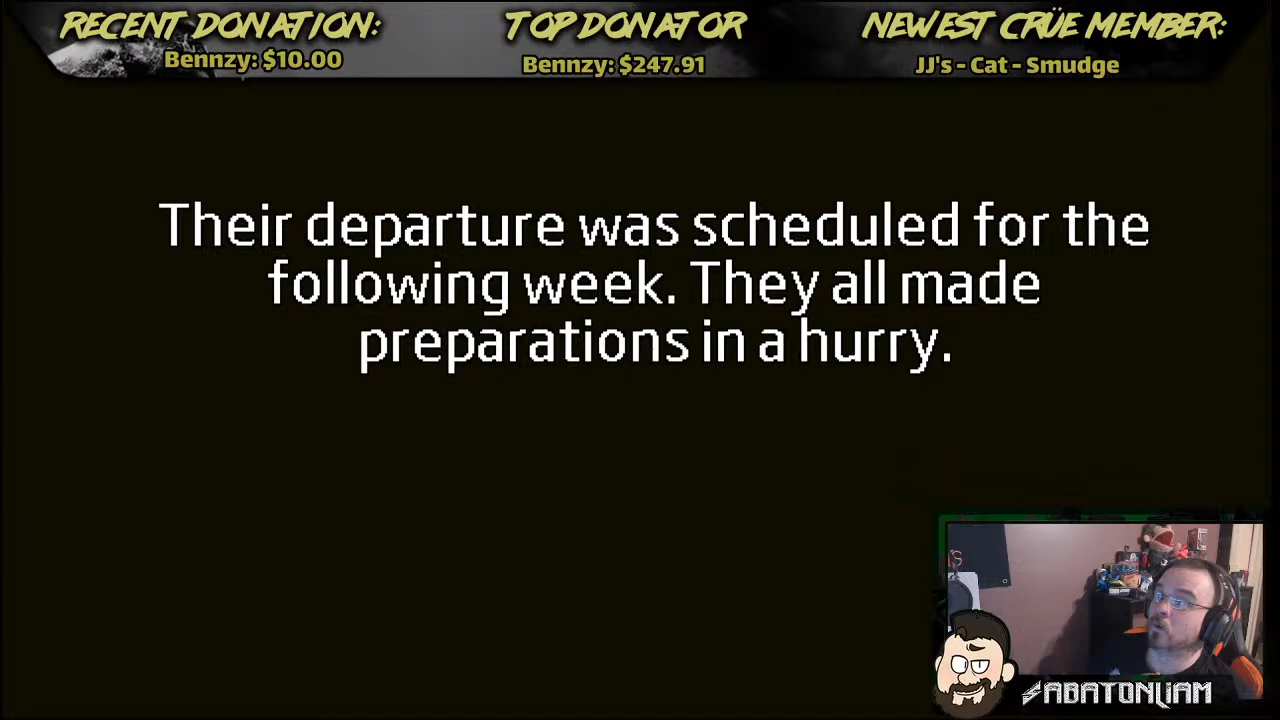 RECENT DONATION:
Bennzy: $10.00
TOP DONATOR
Bennzy: $247.91
NEWEST CRÜE MEMBER:
JJ's - Cat - Smudge
Their departure was scheduled for the
following week. They all made
preparations in a hurry.
SABATONLIAM